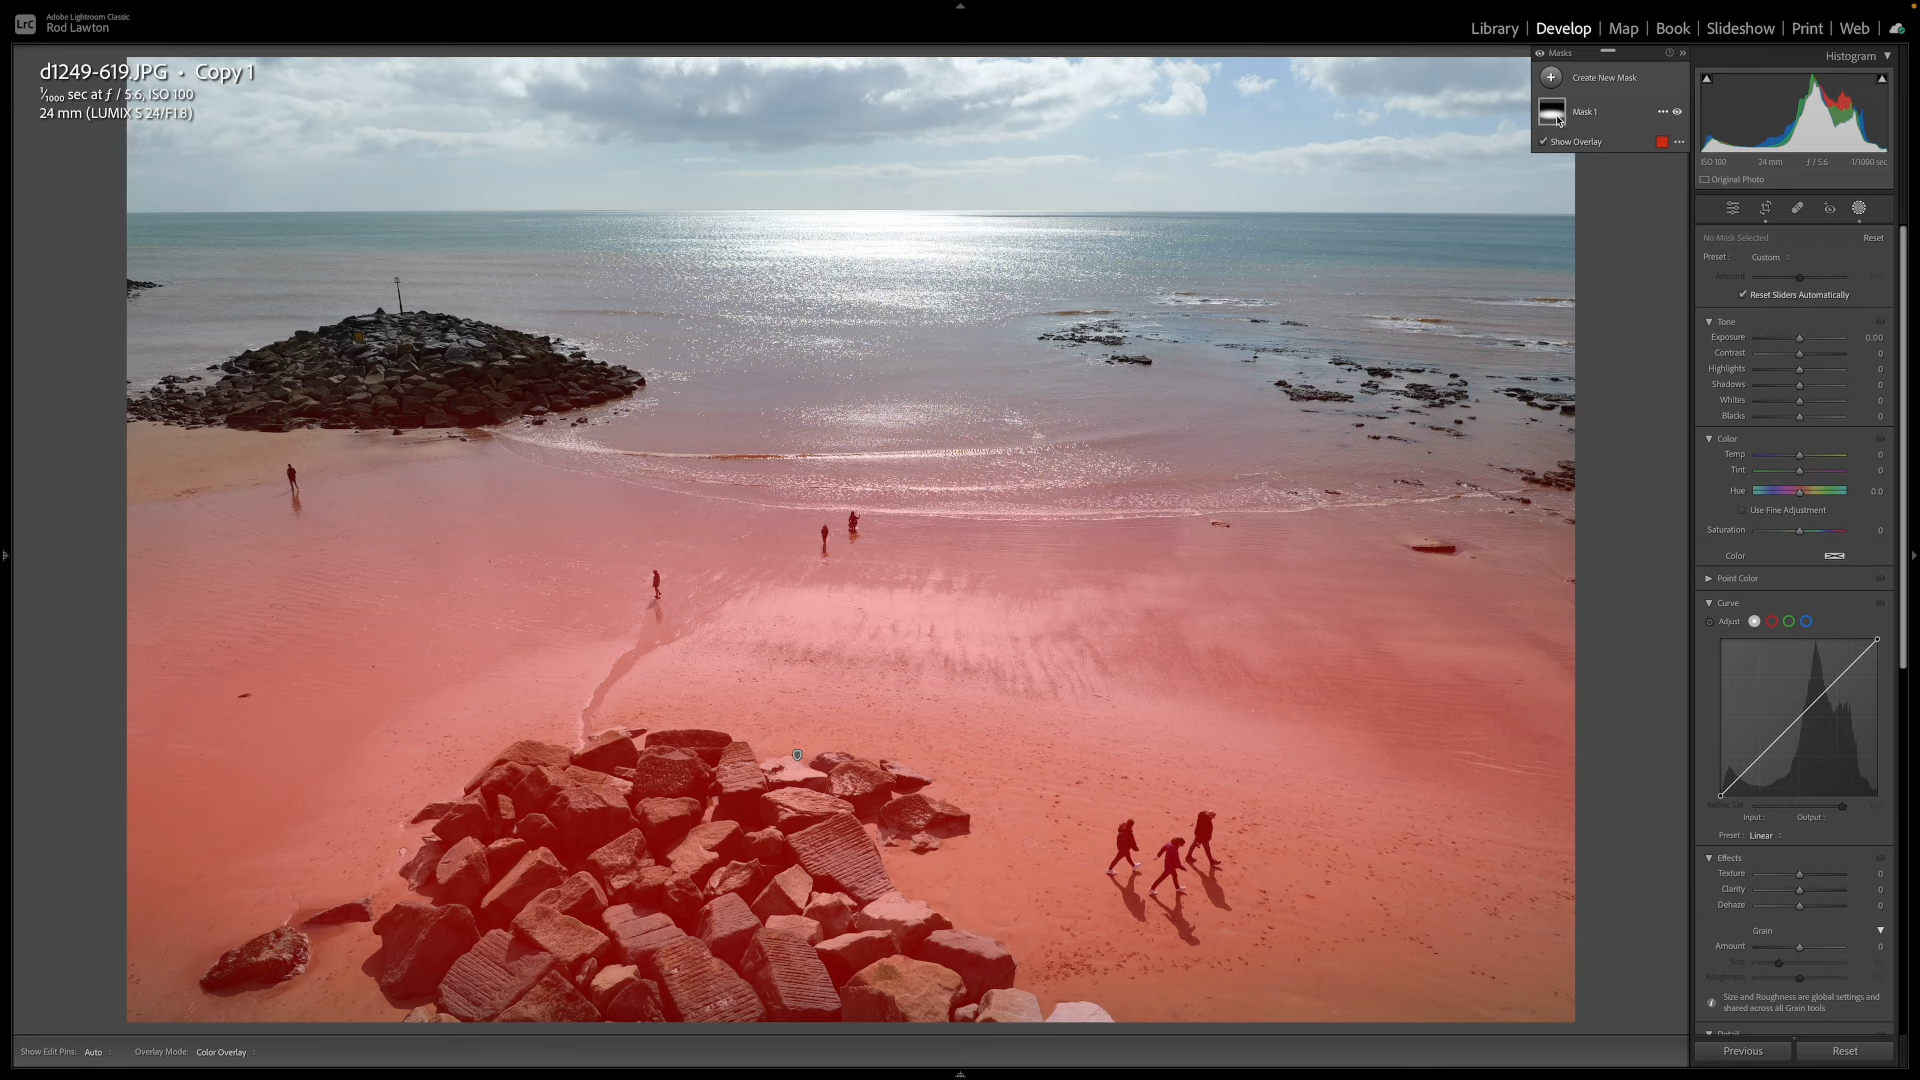 Lrc
Adobe Lightroom Classic
Rod Lawton
Library | Develop | Map | Book | Slideshow | Print | Web
d1249-619.JPG • Copy 1
1/1000 sec at ƒ / 5.6, ISO 100
24 mm (LUMIX S 24/F1.8)
Masks
Create New Mask
Mask 1
Show Overlay
Histogram
ISO 100 24 mm ƒ / 5.6 1/1000 sec
Original Photo
No Mask Selected Reset
Preset : Custom
Amount
Reset Sliders Automatically
Tone
Exposure 0.00
Contrast 0
Highlights 0
Shadows 0
Whites 0
Blacks 0
Color
Temp 0
Tint 0
Hue 0.0
Use Fine Adjustment
Saturation 0
Color
Point Color
Curve
Adjust
Refine Sat.
Input : Output :
Preset : Linear
Effects
Texture 0
Clarity 0
Dehaze 0
Grain
Amount 0
Size
Roughness
Size and Roughness are global settings and
shared across all Grain tools
Detail
Previous Reset
Show Edit Pins: Auto Overlay Mode: Color Overlay